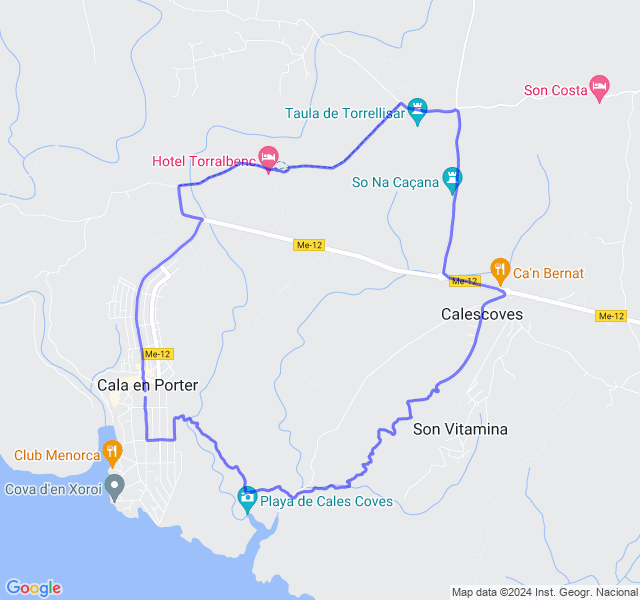 Son Costa
Taula de Torrellisar
Hotel Torralbenc
So Na Caçana
Me-12
Ca'n Bernat
Me-12
Calescoves
Me-12
Me-12
Cala en Porter
Son Vitamina
Club Menorca
Cova d'en Xoroi
Playa de Cales Coves
Google
Map data ©2024 Inst. Geogr. Nacional